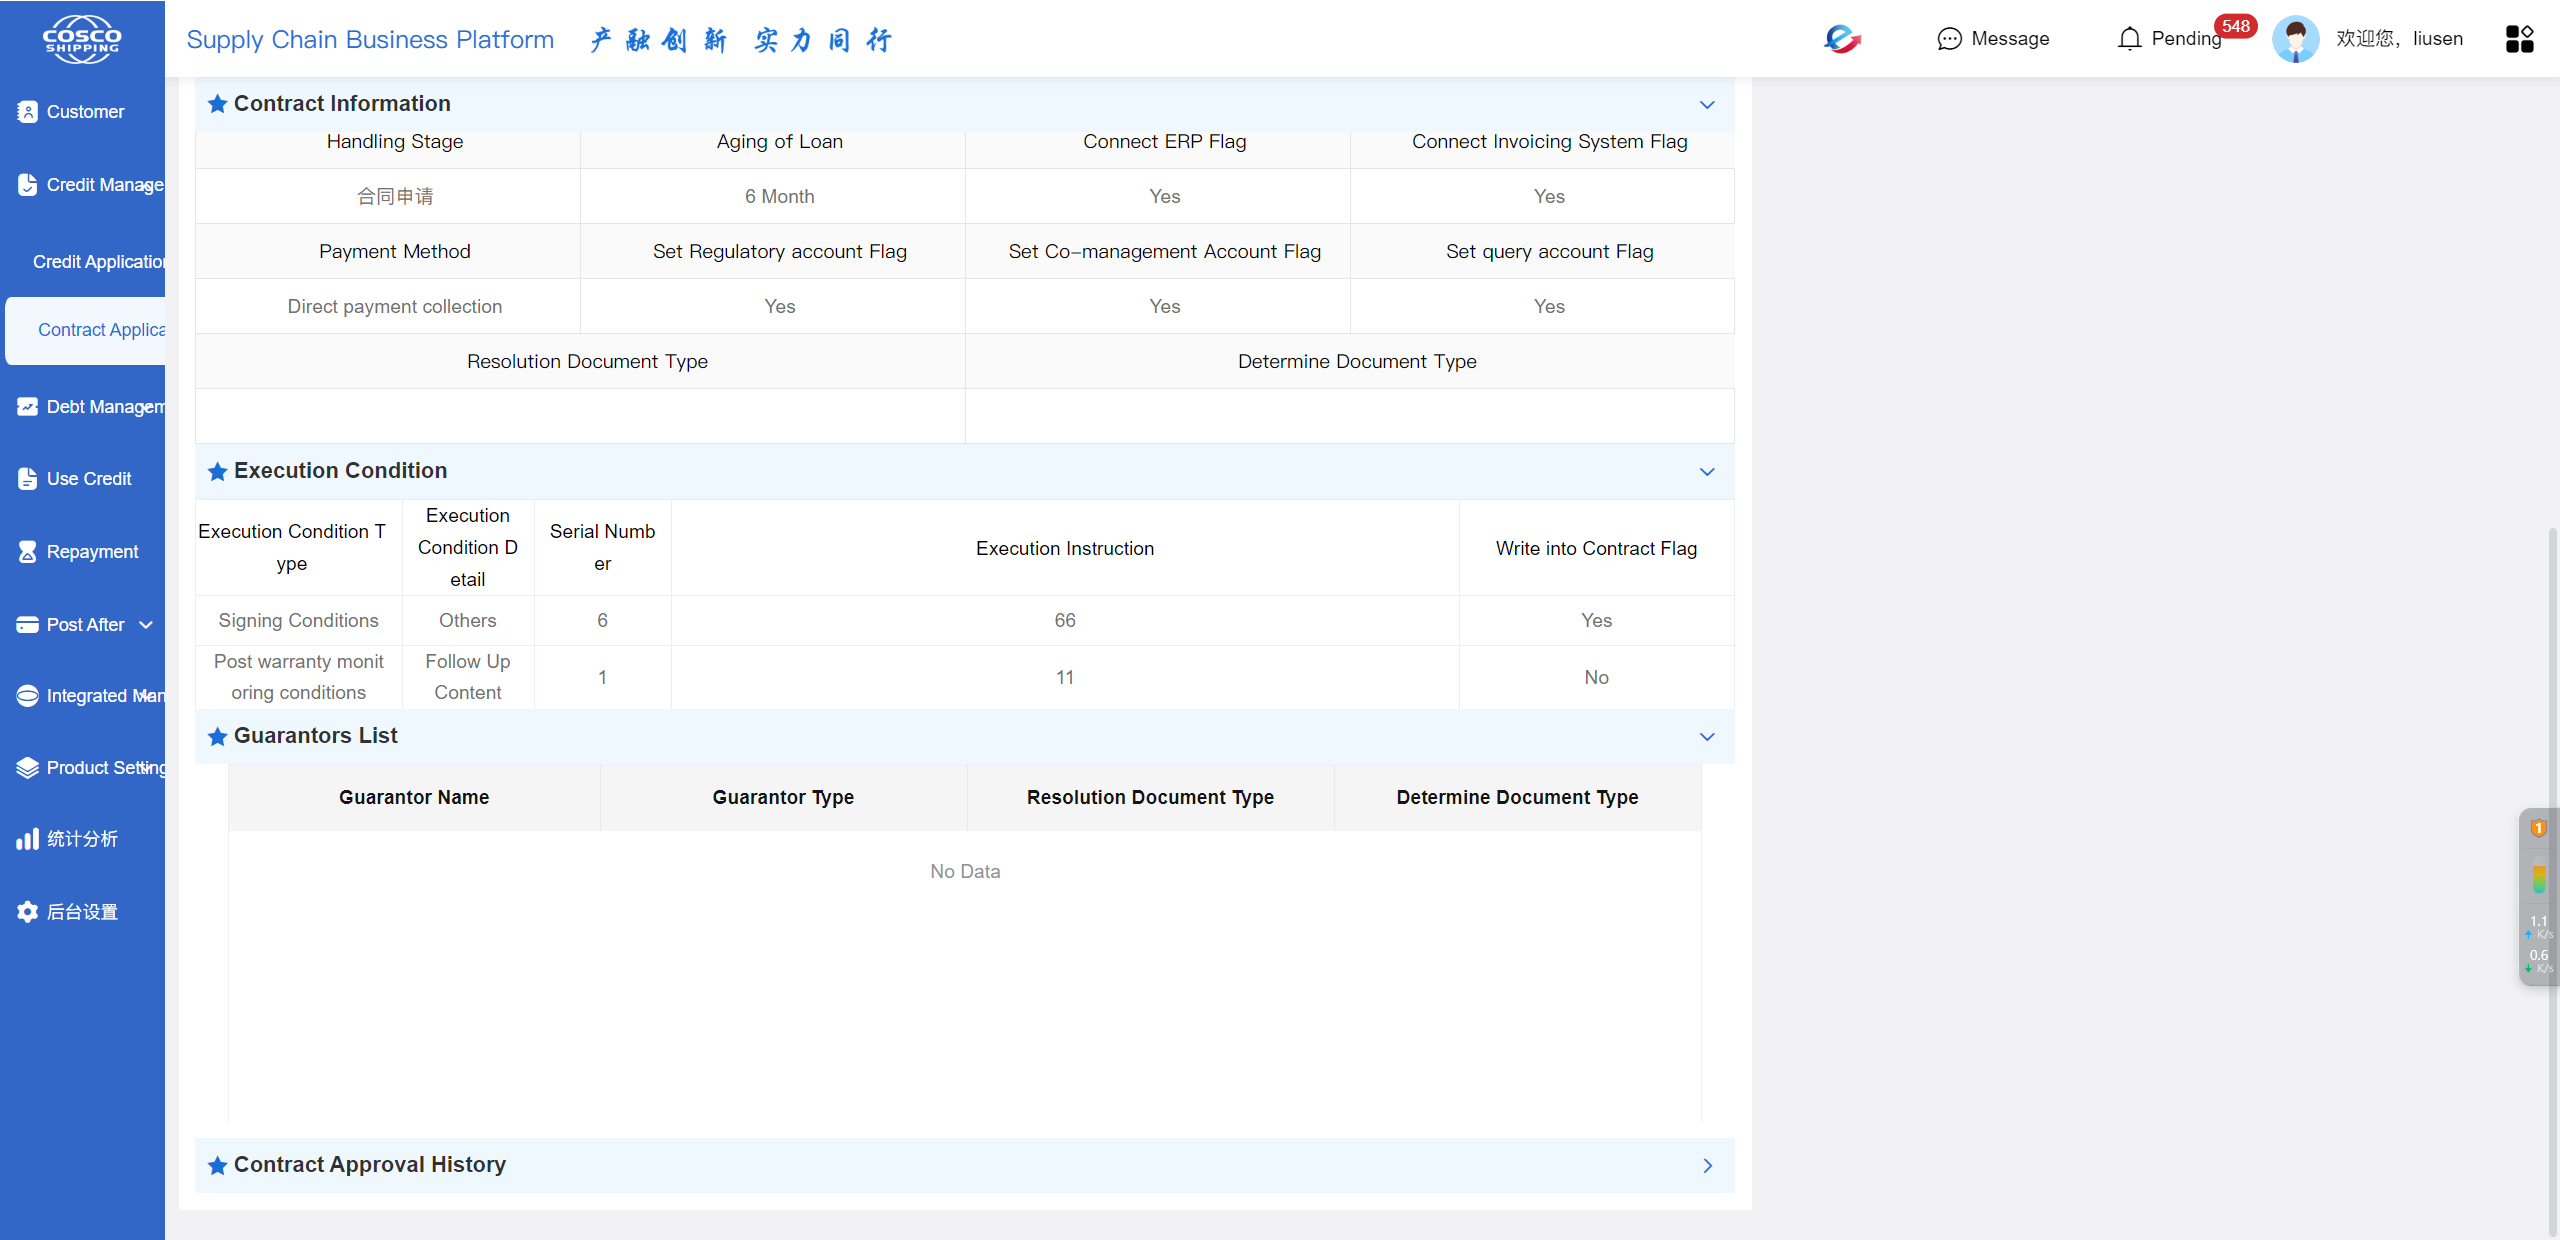 COSCO
SHIPPING
Supply Chain Business Platform
产融创新 实力同行
Message
Pending
548
欢迎您，liusen
Customer
Credit Manage
Credit Application
Contract Applica
Debt Managem
Use Credit
Repayment
Post After
Integrated Man
Product Setting
统计分析
后台设置
Contract Information
Handling Stage
Aging of Loan
Connect ERP Flag
Connect Invoicing System Flag
合同申请
6 Month
Yes
Yes
Payment Method
Set Regulatory account Flag
Set Co-management Account Flag
Set query account Flag
Direct payment collection
Yes
Yes
Yes
Resolution Document Type
Determine Document Type
Execution Condition
Execution Condition T
ype
Execution
Condition D
etail
Serial Numb
er
Execution Instruction
Write into Contract Flag
Signing Conditions
Others
6
66
Yes
Post warranty monit
oring conditions
Follow Up
Content
1
11
No
Guarantors List
Guarantor Name
Guarantor Type
Resolution Document Type
Determine Document Type
No Data
Contract Approval History
1
1.1
K/s
0.6
K/s